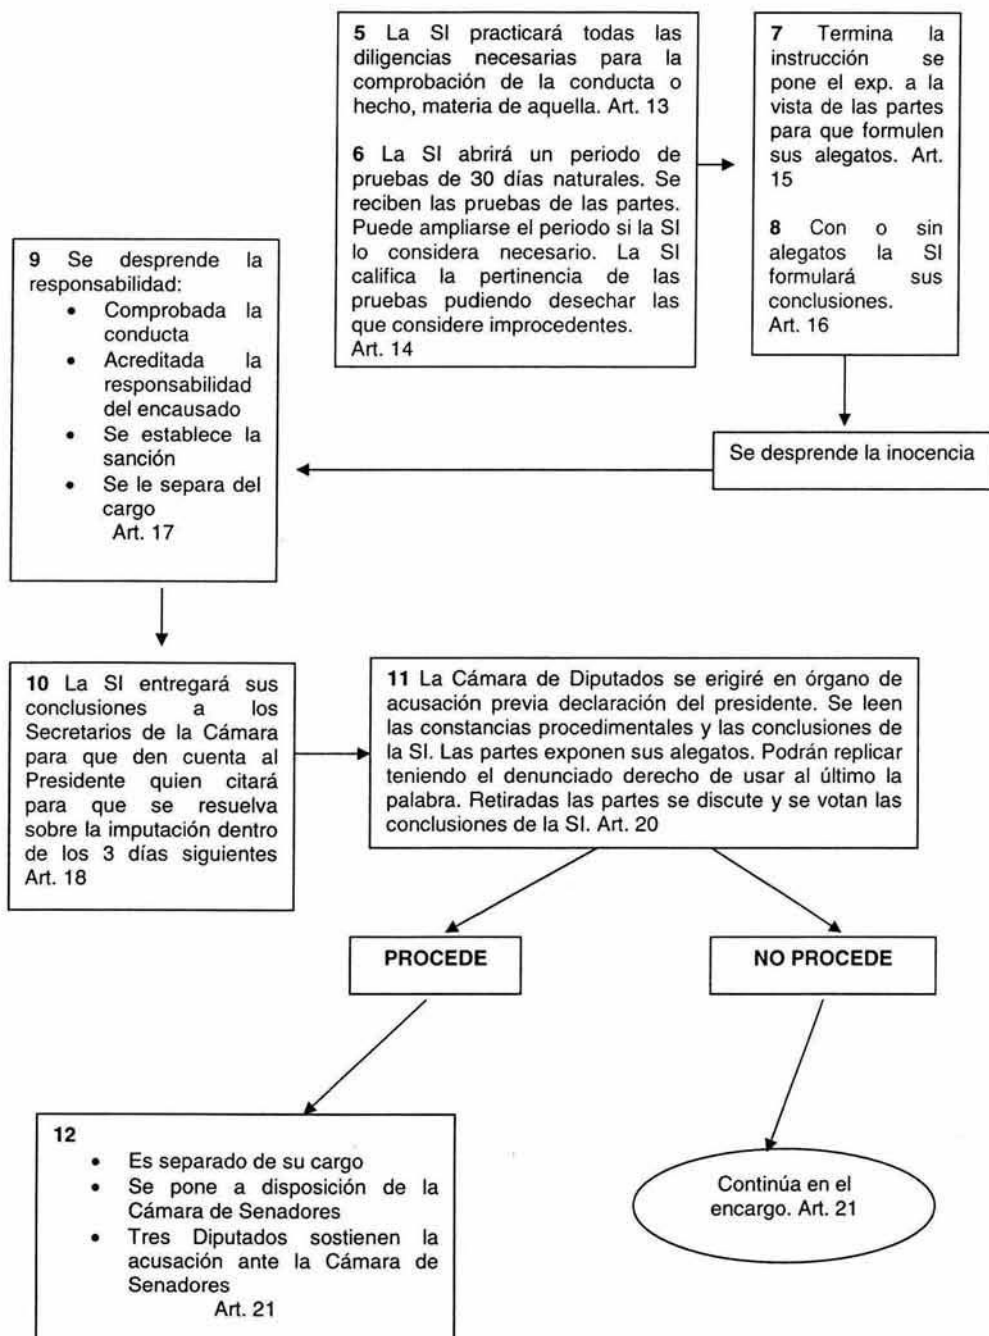 5 La SI practicará todas las
diligencias necesarias para la
comprobación de la conducta o
hecho, materia de aquella. Art. 13
6 La SI abrirá un periodo de
pruebas de 30 días naturales. Se
reciben las pruebas de las partes.
Puede ampliarse el periodo si la SI
lo considera necesario. La SI
califica la pertinencia de las
pruebas pudiendo desechar las
que considere improcedentes.
Art. 14
7 Termina la
instrucción se
pone el exp. a la
vista de las partes
para que formulen
sus alegatos. Art.
15
8 Con o sin
alegatos la SI
formulará sus
conclusiones.
Art. 16
Se desprende la inocencia
9 Se desprende la
responsabilidad:
• Comprobada la
conducta
• Acreditada la
responsabilidad
del encausado
• Se establece la
sanción
• Se le separa del
cargo
Art. 17
10 La SI entregará sus
conclusiones a los
Secretarios de la Cámara
para que den cuenta al
Presidente quien citará
para que se resuelva
sobre la imputación dentro
de los 3 días siguientes
Art. 18
11 La Cámara de Diputados se erigiré en órgano de
acusación previa declaración del presidente. Se leen
las constancias procedimentales y las conclusiones de
la SI. Las partes exponen sus alegatos. Podrán replicar
teniendo el denunciado derecho de usar al último la
palabra. Retiradas las partes se discute y se votan las
conclusiones de la SI. Art. 20
PROCEDE
NO PROCEDE
12
• Es separado de su cargo
• Se pone a disposición de la
Cámara de Senadores
• Tres Diputados sostienen la
acusación ante la Cámara de
Senadores
Art. 21
Continúa en el
encargo. Art. 21